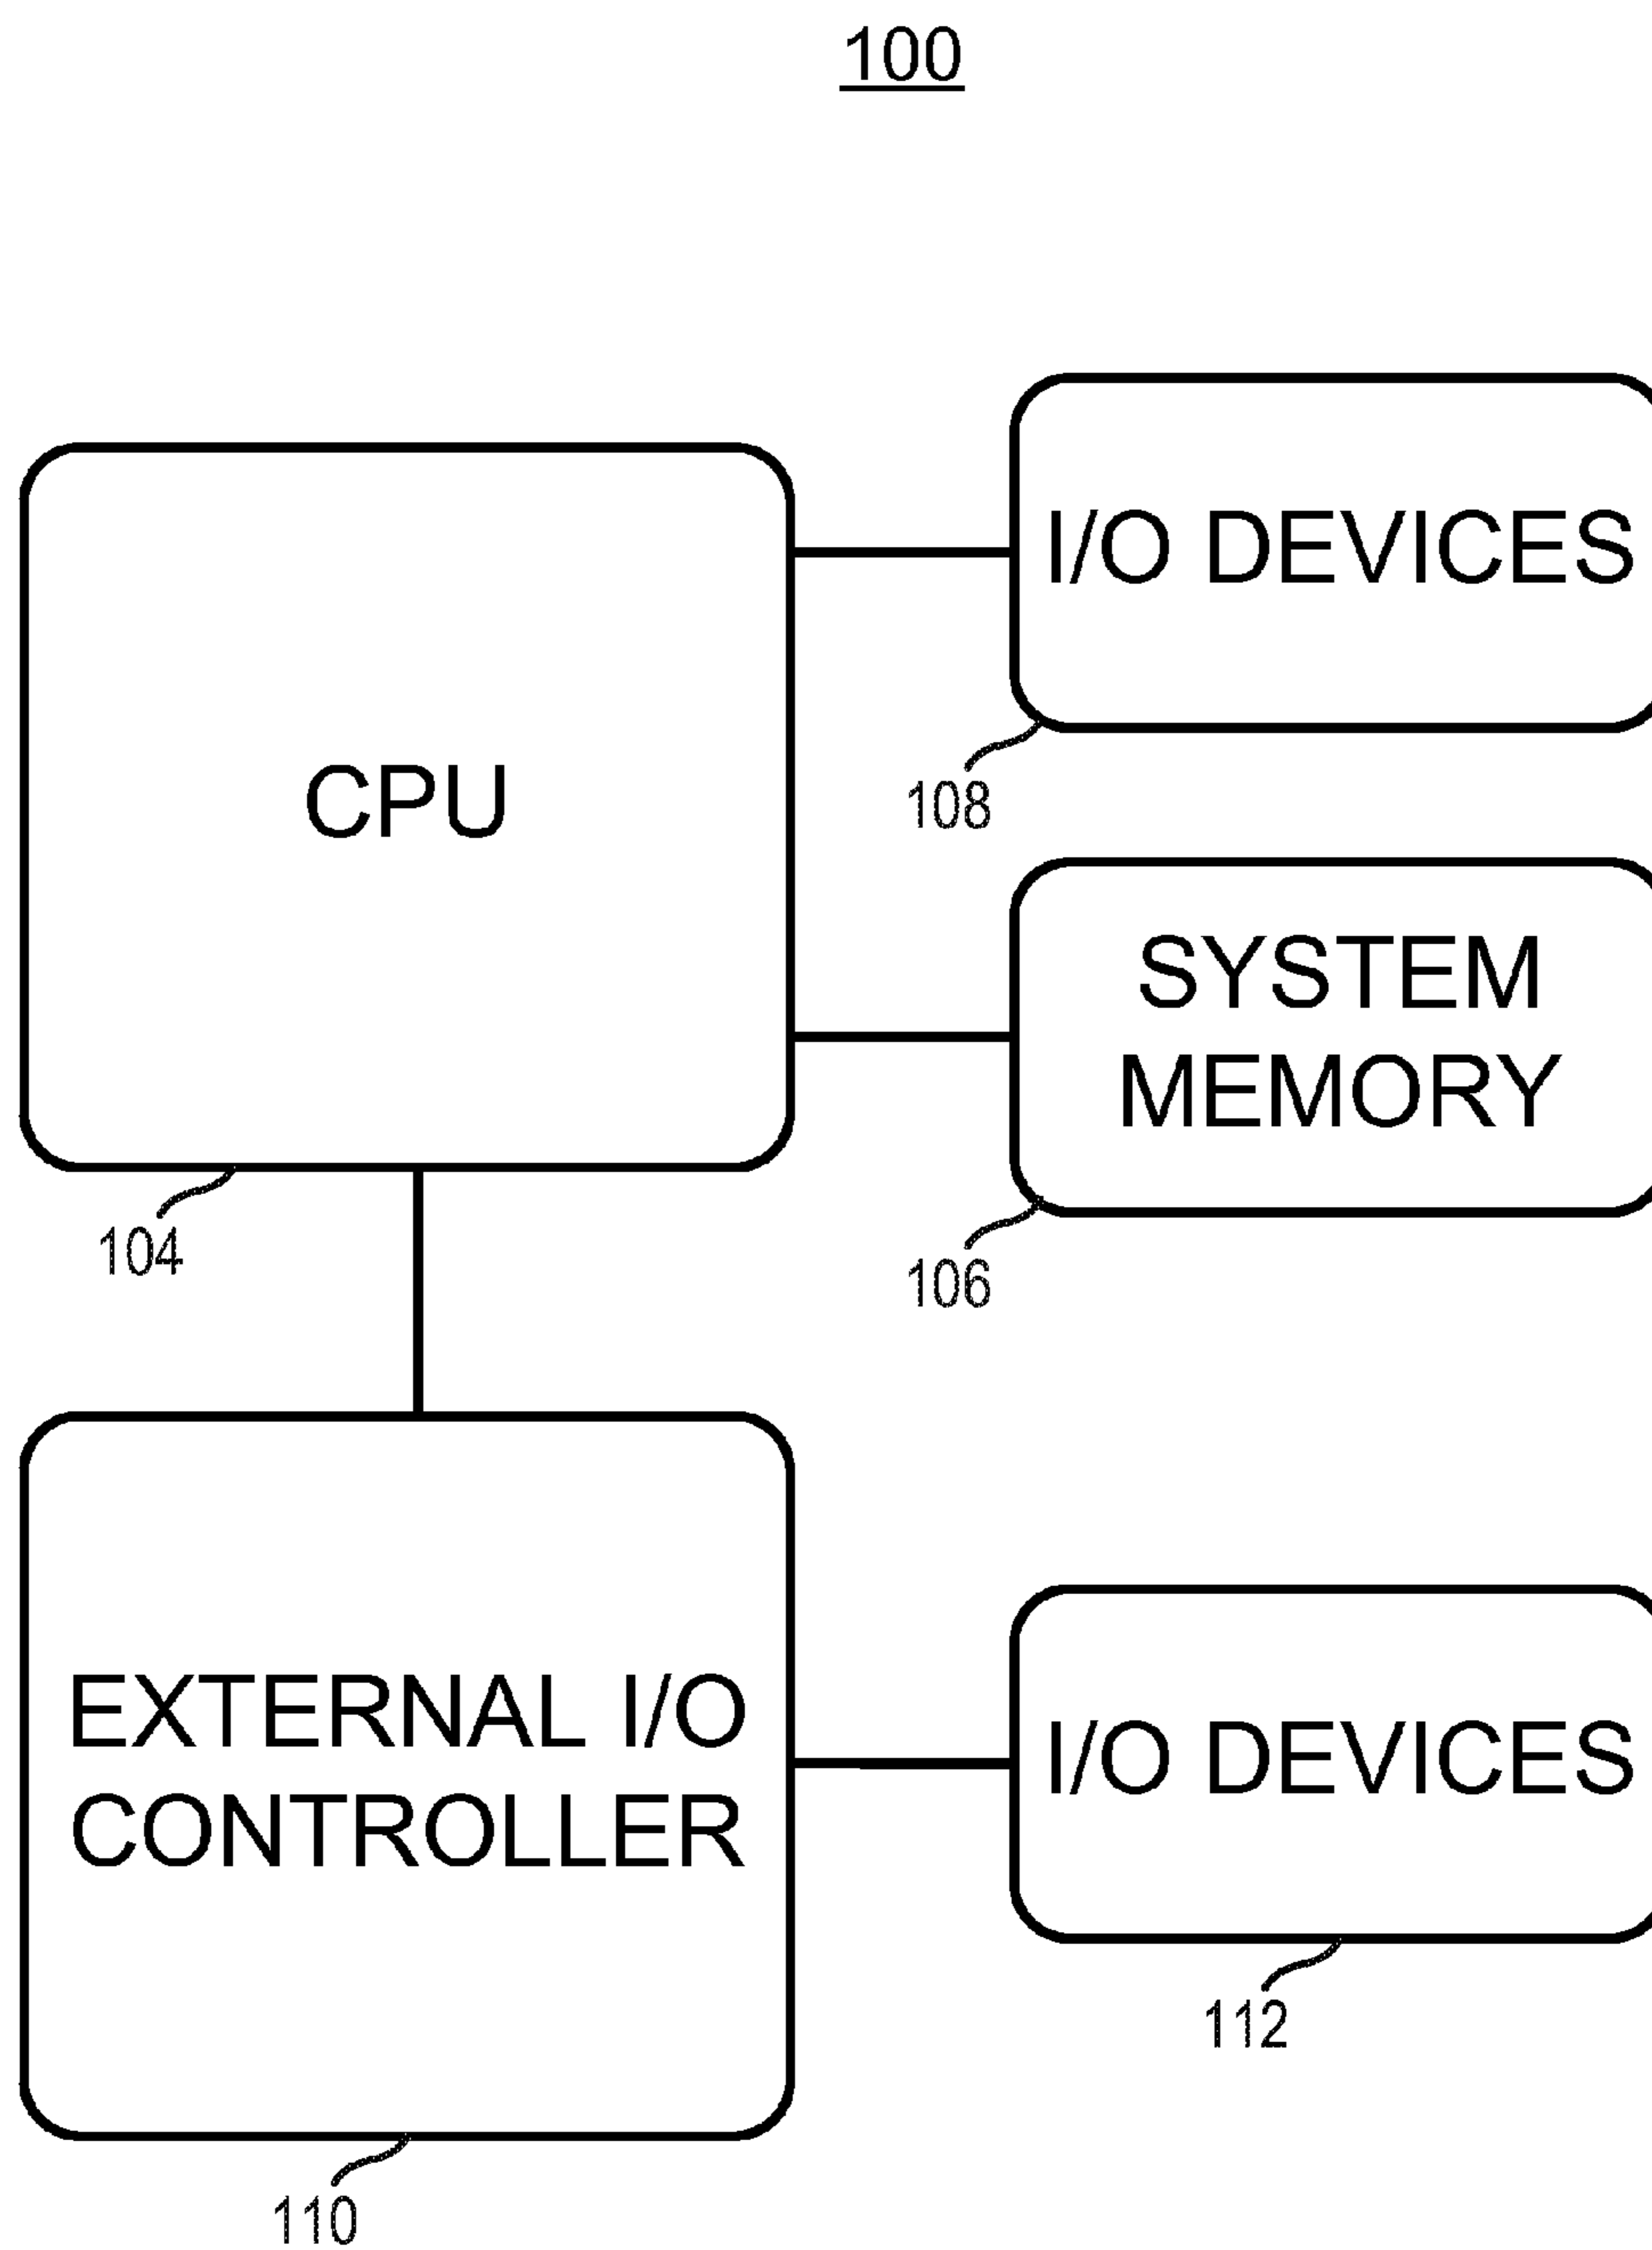 100
I/O DEVICES
CPU
108
SYSTEM
MEMORY
104
106
EXTERNAL I/O
CONTROLLER
I/O DEVICES
112
110